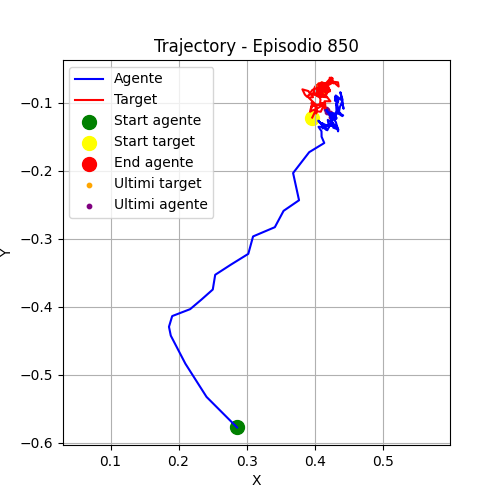 Trajectory - Episodio 850
Agente
Target
Start agente
Start target
End agente
Ultimi target
Ultimi agente
−0.1
−0.2
−0.3
−0.4
−0.5
−0.6
Y
0.1 0.2 0.3 0.4 0.5
X